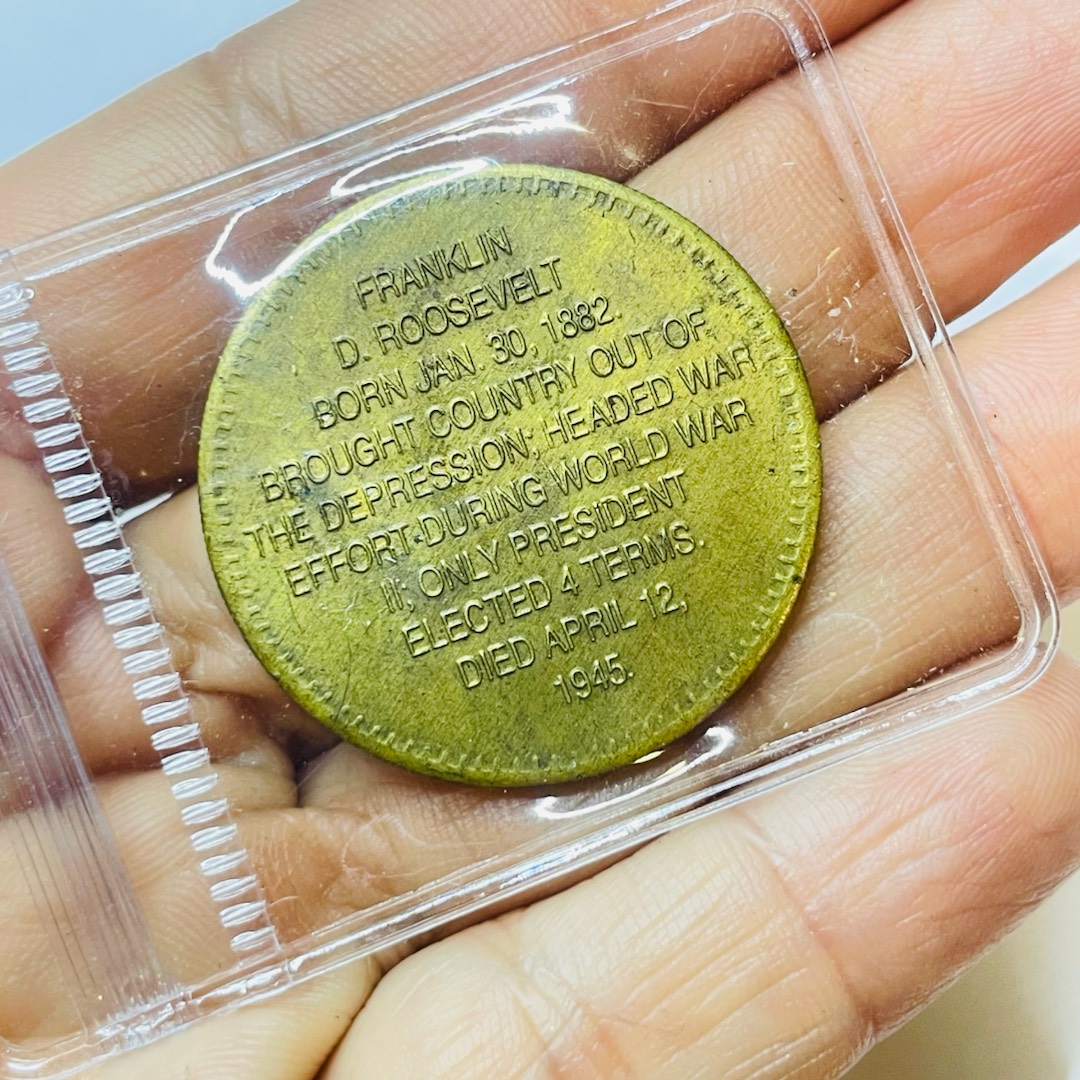 FRANKLIN
D. ROOSEVELT
BORN JAN. 30, 1882.
BROUGHT COUNTRY OUT OF
THE DEPRESSION; HEADED WAR
EFFORT DURING WORLD WAR
II; ONLY PRESIDENT
ELECTED 4 TERMS.
DIED APRIL 12,
1945.